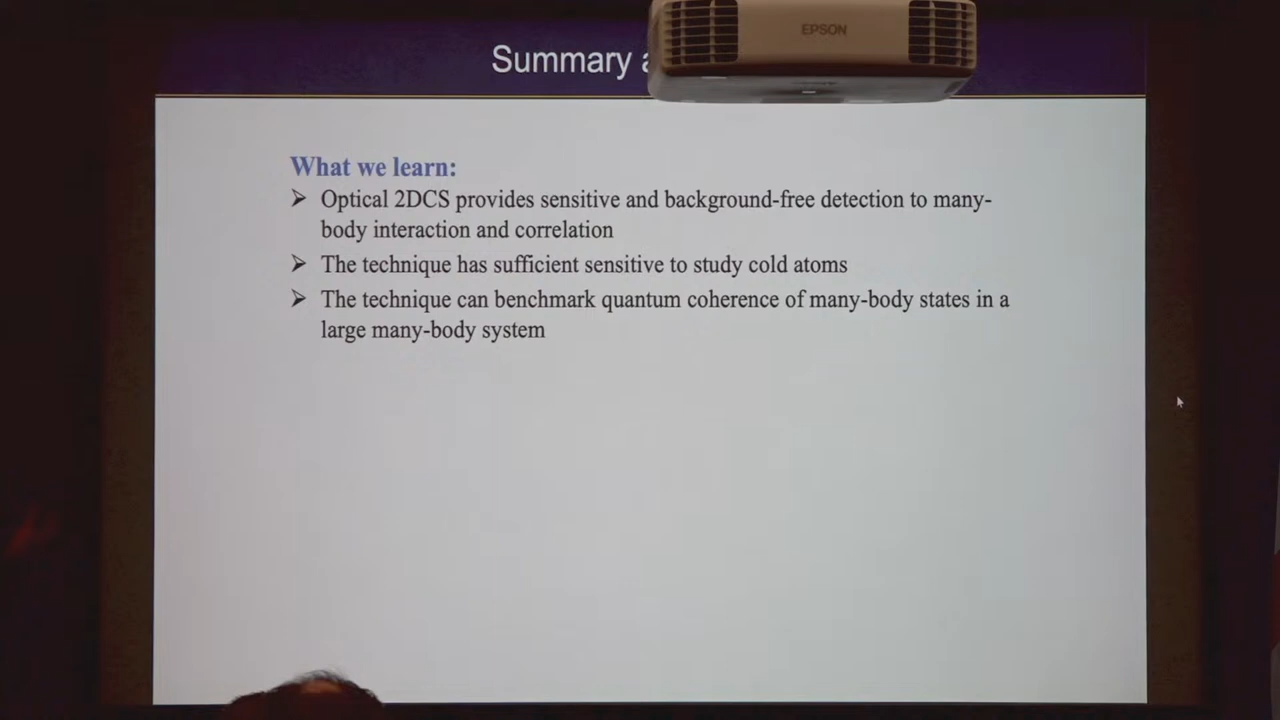 EPSON
Summary a
What we learn:
➤ Optical 2DCS provides sensitive and background-free detection to many-
body interaction and correlation
➤ The technique has sufficient sensitive to study cold atoms
➤ The technique can benchmark quantum coherence of many-body states in a
large many-body system